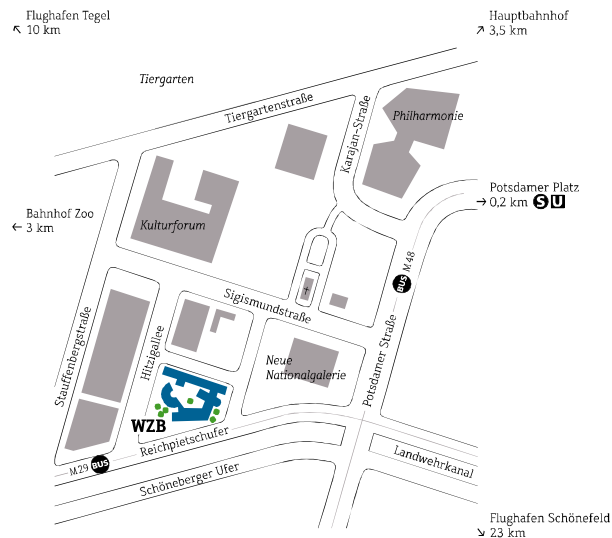 Flughafen Tegel
10 km
Hauptbahnhof
3,5 km
Tiergarten
Tiergartenstraße
Karajan-Straße
Philharmonie
Potsdamer Platz
0,2 km S U
Bahnhof Zoo
3 km
Kulturforum
BUS M 48
Sigismundstraße
Stauffenbergstraße
Hitzigallee
Neue
Nationalgalerie
Potsdamer Straße
WZB
Reichpietschufer
Landwehrkanal
M29 BUS
Schöneberger Ufer
Flughafen Schönefeld
23 km